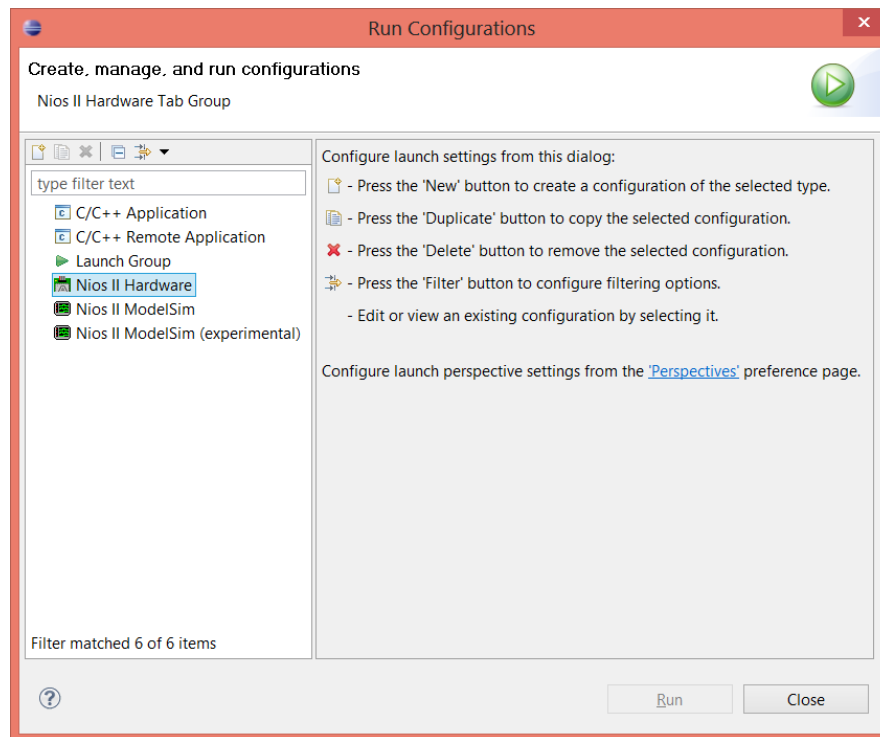 Run Configurations
Create, manage, and run configurations
Nios II Hardware Tab Group
type filter text
C/C++ Application
C/C++ Remote Application
Launch Group
Nios II Hardware
Nios II ModelSim
Nios II ModelSim (experimental)
Filter matched 6 of 6 items
Configure launch settings from this dialog:
- Press the 'New' button to create a configuration of the selected type.
- Press the 'Duplicate' button to copy the selected configuration.
- Press the 'Delete' button to remove the selected configuration.
- Press the 'Filter' button to configure filtering options.
- Edit or view an existing configuration by selecting it.
Configure launch perspective settings from the 'Perspectives' preference page.
Run
Close